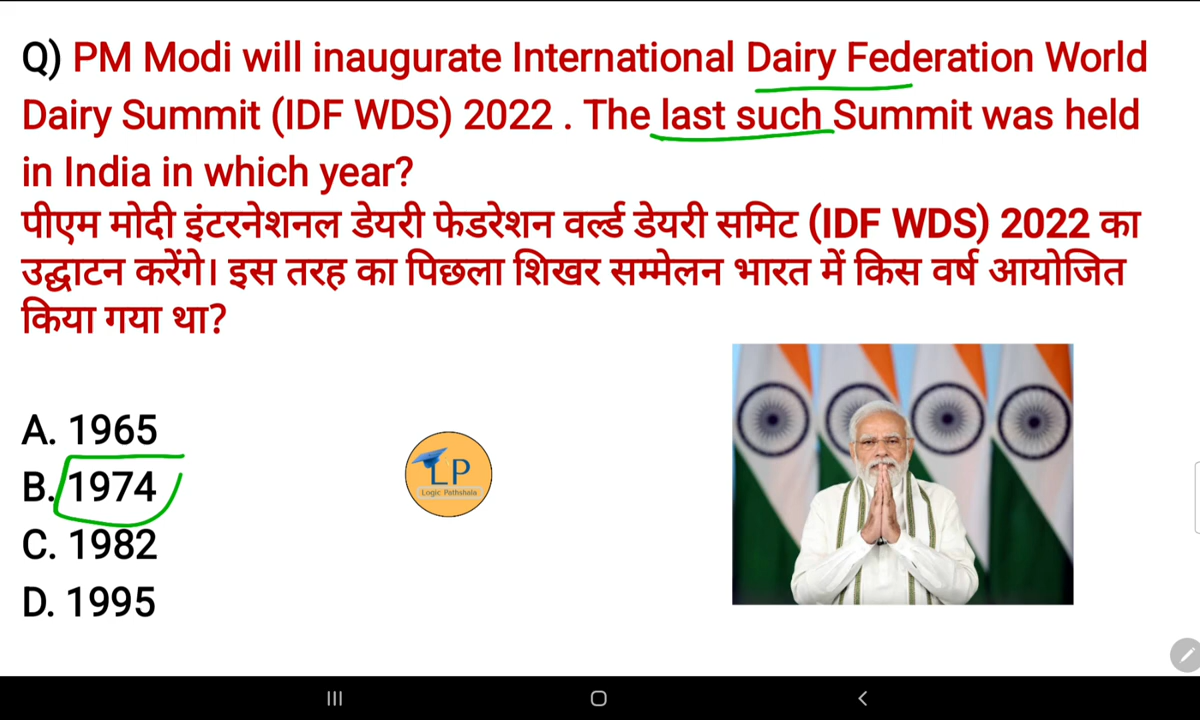 Q) PM Modi will inaugurate International Dairy Federation World
Dairy Summit (IDF WDS) 2022 . The last such Summit was held
in India in which year?
पीएम मोदी इंटरनेशनल डेयरी फेडरेशन वर्ल्ड डेयरी समिट (IDF WDS) 2022 का
उद्घाटन करेंगे। इस तरह का पिछला शिखर सम्मेलन भारत में किस वर्ष आयोजित
किया गया था?
A. 1965
B. 1974
C. 1982
D. 1995
LP
Logic Pathshala